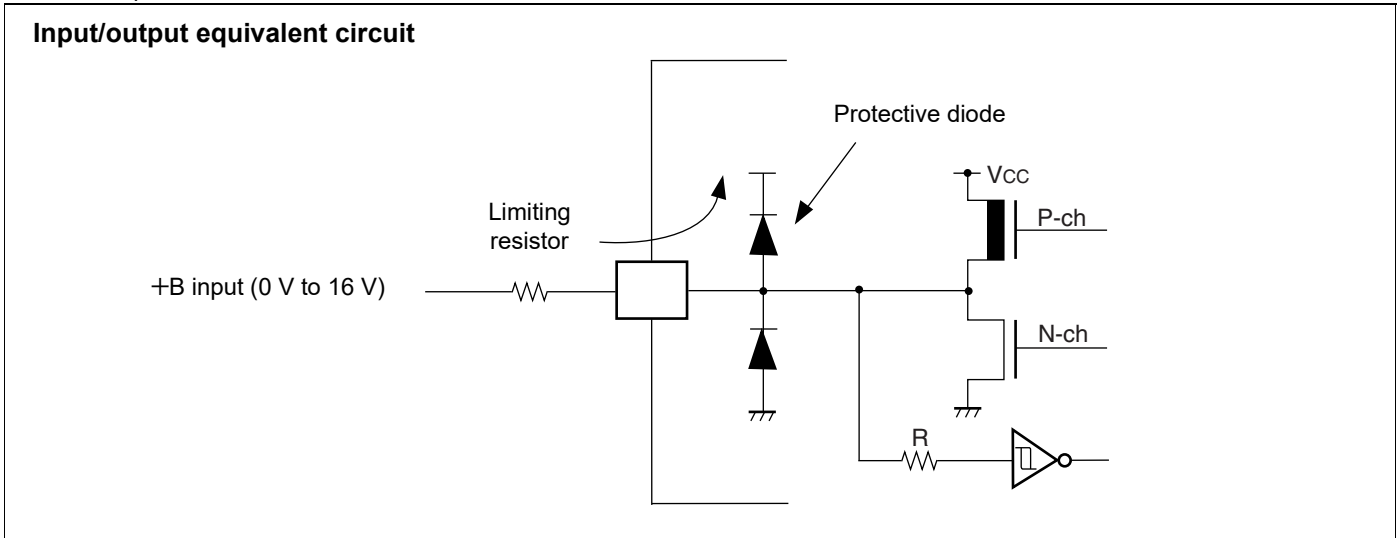 Input/output equivalent circuit
Protective diode
VCC
Limiting
resistor
P-ch
+B input (0 V to 16 V)
N-ch
R